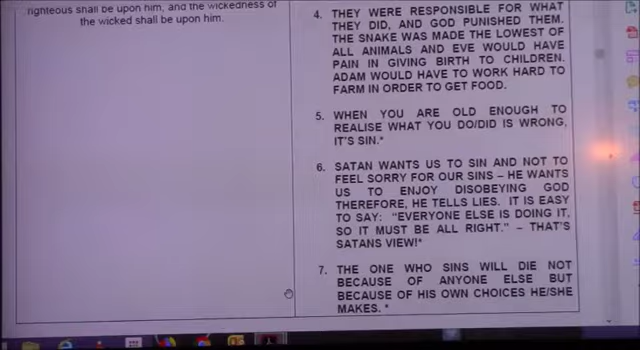 righteous shall be upon him, and the wickedness of
the wicked shall be upon him.
4. THEY WERE RESPONSIBLE FOR WHAT
THEY DID, AND GOD PUNISHED THEM.
THE SNAKE WAS MADE THE LOWEST OF
ALL ANIMALS AND EVE WOULD HAVE
PAIN IN GIVING BIRTH TO CHILDREN.
ADAM WOULD HAVE TO WORK HARD TO
FARM IN ORDER TO GET FOOD.
5. WHEN YOU ARE OLD ENOUGH TO
REALISE WHAT YOU DO/DID IS WRONG,
IT'S SIN.*
6. SATAN WANTS US TO SIN AND NOT TO
FEEL SORRY FOR OUR SINS – HE WANTS
US TO ENJOY DISOBEYING GOD
THEREFORE, HE TELLS LIES. IT IS EASY
TO SAY: "EVERYONE ELSE IS DOING IT,
SO IT MUST BE ALL RIGHT." – THAT'S
SATANS VIEW!*
7. THE ONE WHO SINS WILL DIE NOT
BECAUSE OF ANYONE ELSE BUT
BECAUSE OF HIS OWN CHOICES HE/SHE
MAKES. *